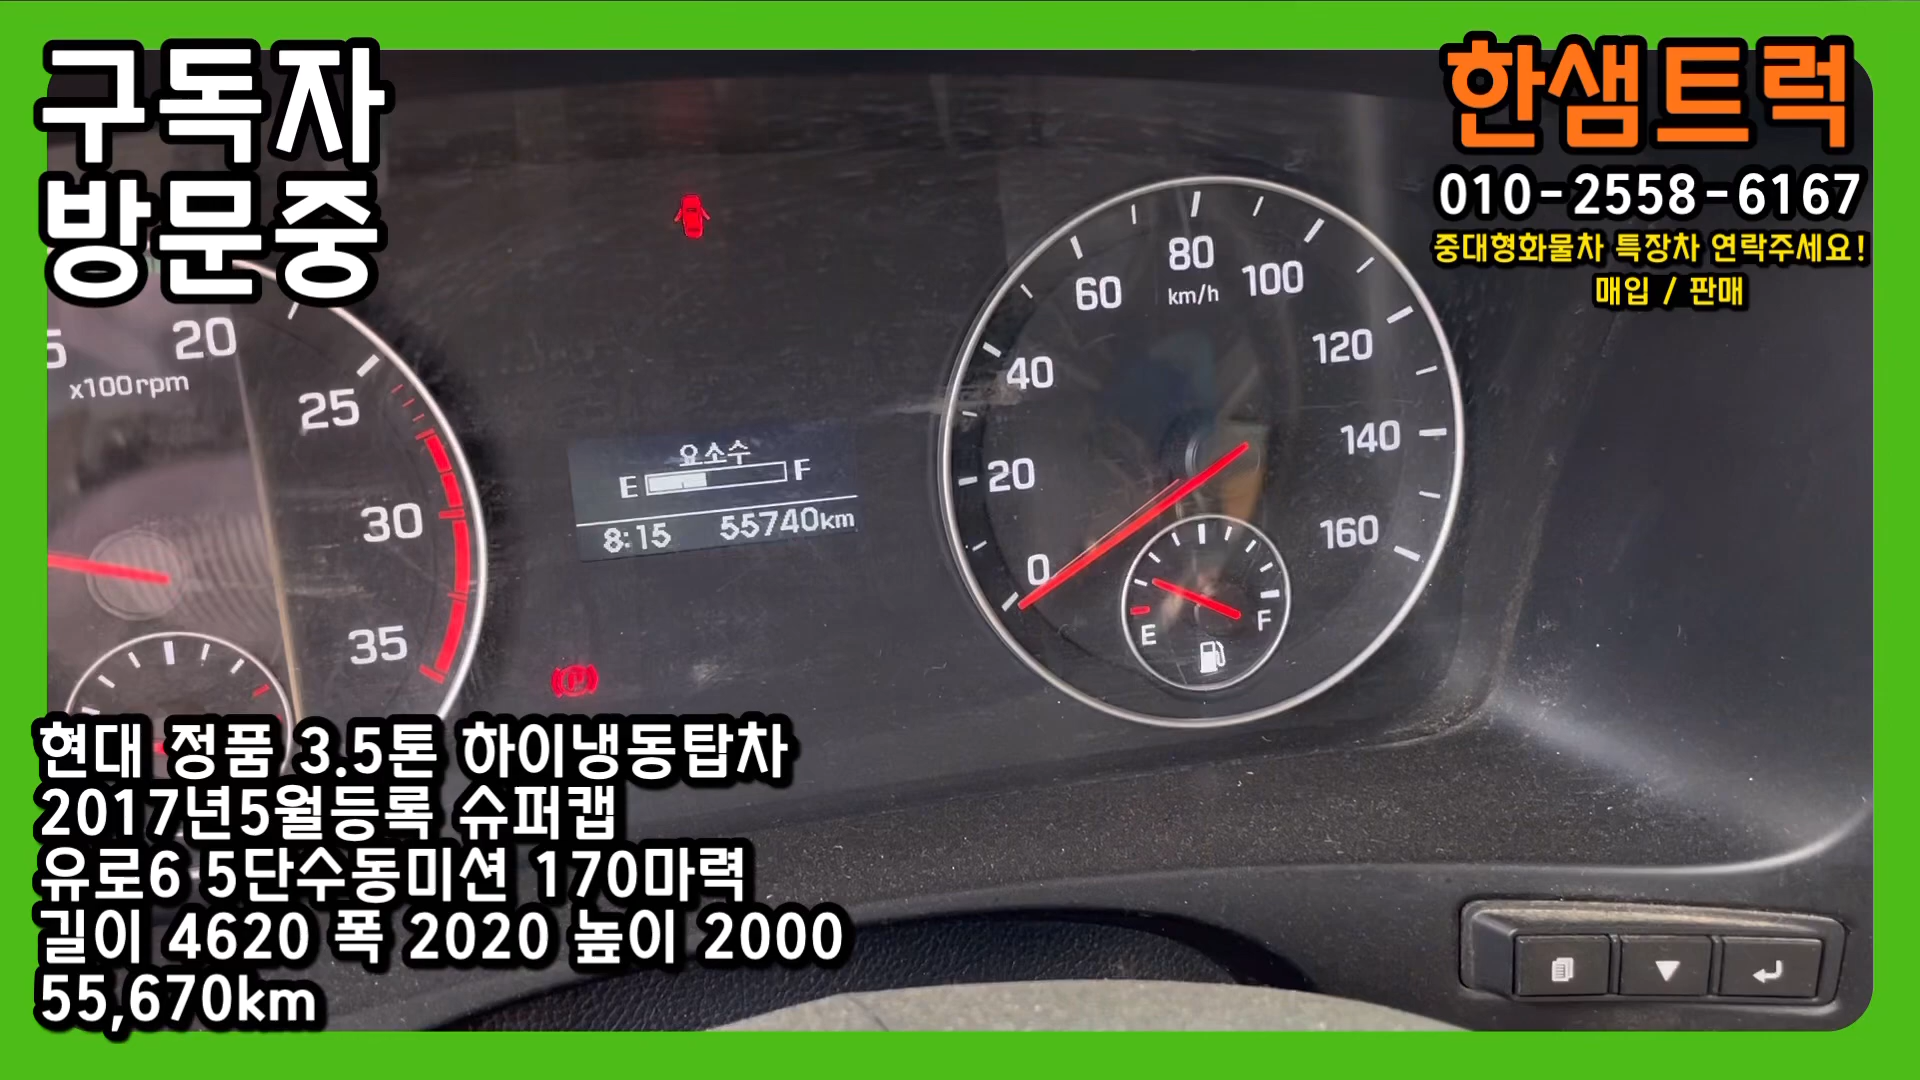 구독자
방문중
한샘트럭
010-2558-6167
중대형화물차 특장차 연락주세요!
매입 / 판매
20
x100rpm
25
30
35
요소수
E F
8:15 55740km
0
20
40
60
80
km/h
100
120
140
160
E F
현대 정품 3.5톤 하이냉동탑차
2017년5월등록 슈퍼캡
유로6 5단수동미션 170마력
길이 4620 폭 2020 높이 2000
55,670km